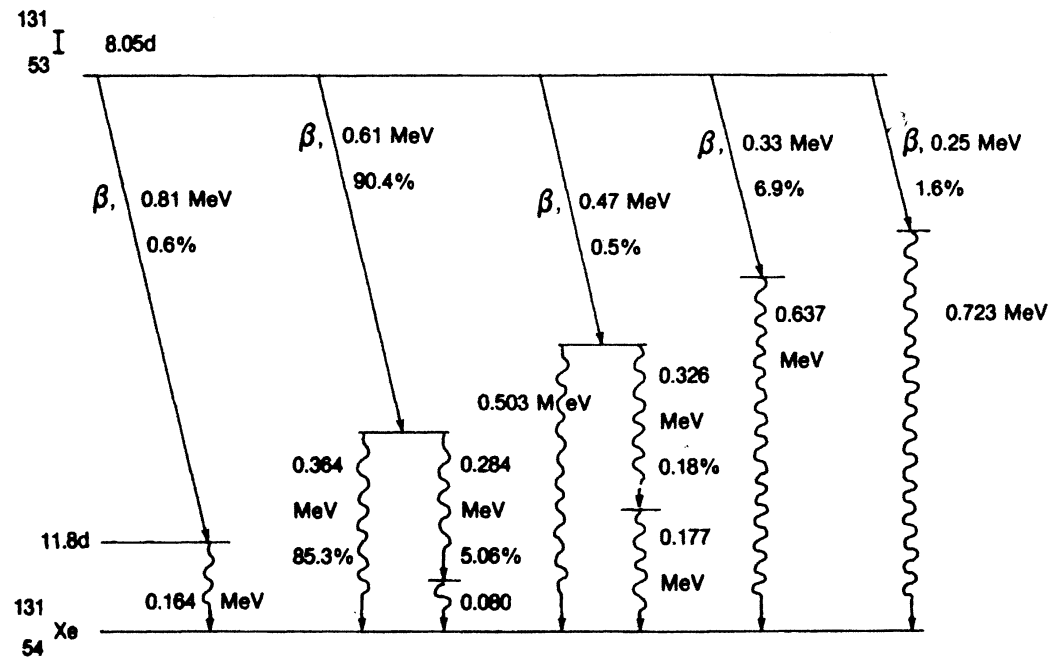 131
53 I 8.05d
β, 0.81 MeV
0.6%
β, 0.61 MeV
90.4%
β, 0.47 MeV
0.5%
β, 0.33 MeV
6.9%
β, 0.25 MeV
1.6%
0.723 MeV
0.637
MeV
0.503 MeV
0.326
MeV
0.18%
0.177
MeV
0.364
MeV
85.3%
0.284
MeV
5.06%
0.080
11.8d
0.164 MeV
131
54 Xe